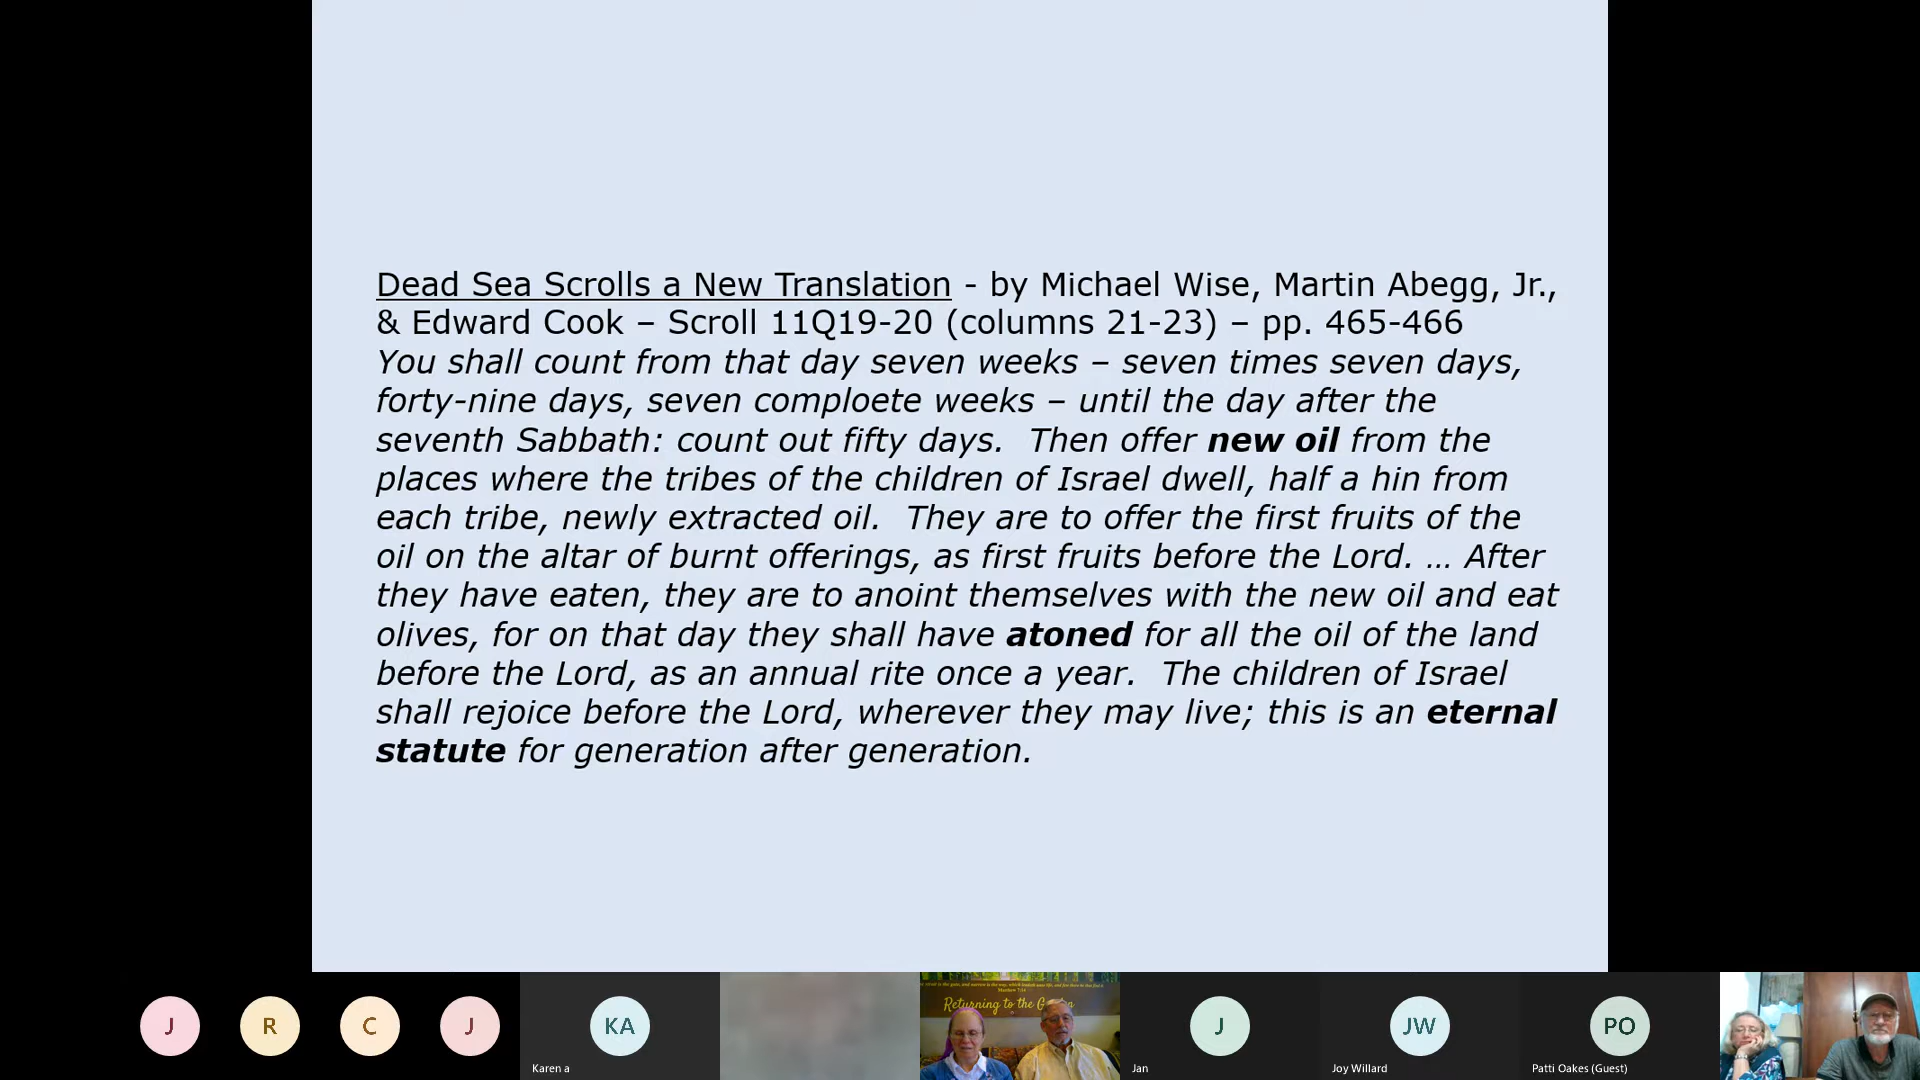 Dead Sea Scrolls a New Translation - by Michael Wise, Martin Abegg, Jr.,
& Edward Cook – Scroll 11Q19-20 (columns 21-23) – pp. 465-466
You shall count from that day seven weeks – seven times seven days,
forty-nine days, seven comploete weeks – until the day after the
seventh Sabbath: count out fifty days.  Then offer new oil from the
places where the tribes of the children of Israel dwell, half a hin from
each tribe, newly extracted oil.  They are to offer the first fruits of the
oil on the altar of burnt offerings, as first fruits before the Lord. … After
they have eaten, they are to anoint themselves with the new oil and eat
olives, for on that day they shall have atoned for all the oil of the land
before the Lord, as an annual rite once a year.  The children of Israel
shall rejoice before the Lord, wherever they may live; this is an eternal
statute for generation after generation.
J
R
C
J
KA
Karen a
Matthew 7:14
Returning to the
J
Jan
JW
Joy Willard
PO
Patti Oakes (Guest)